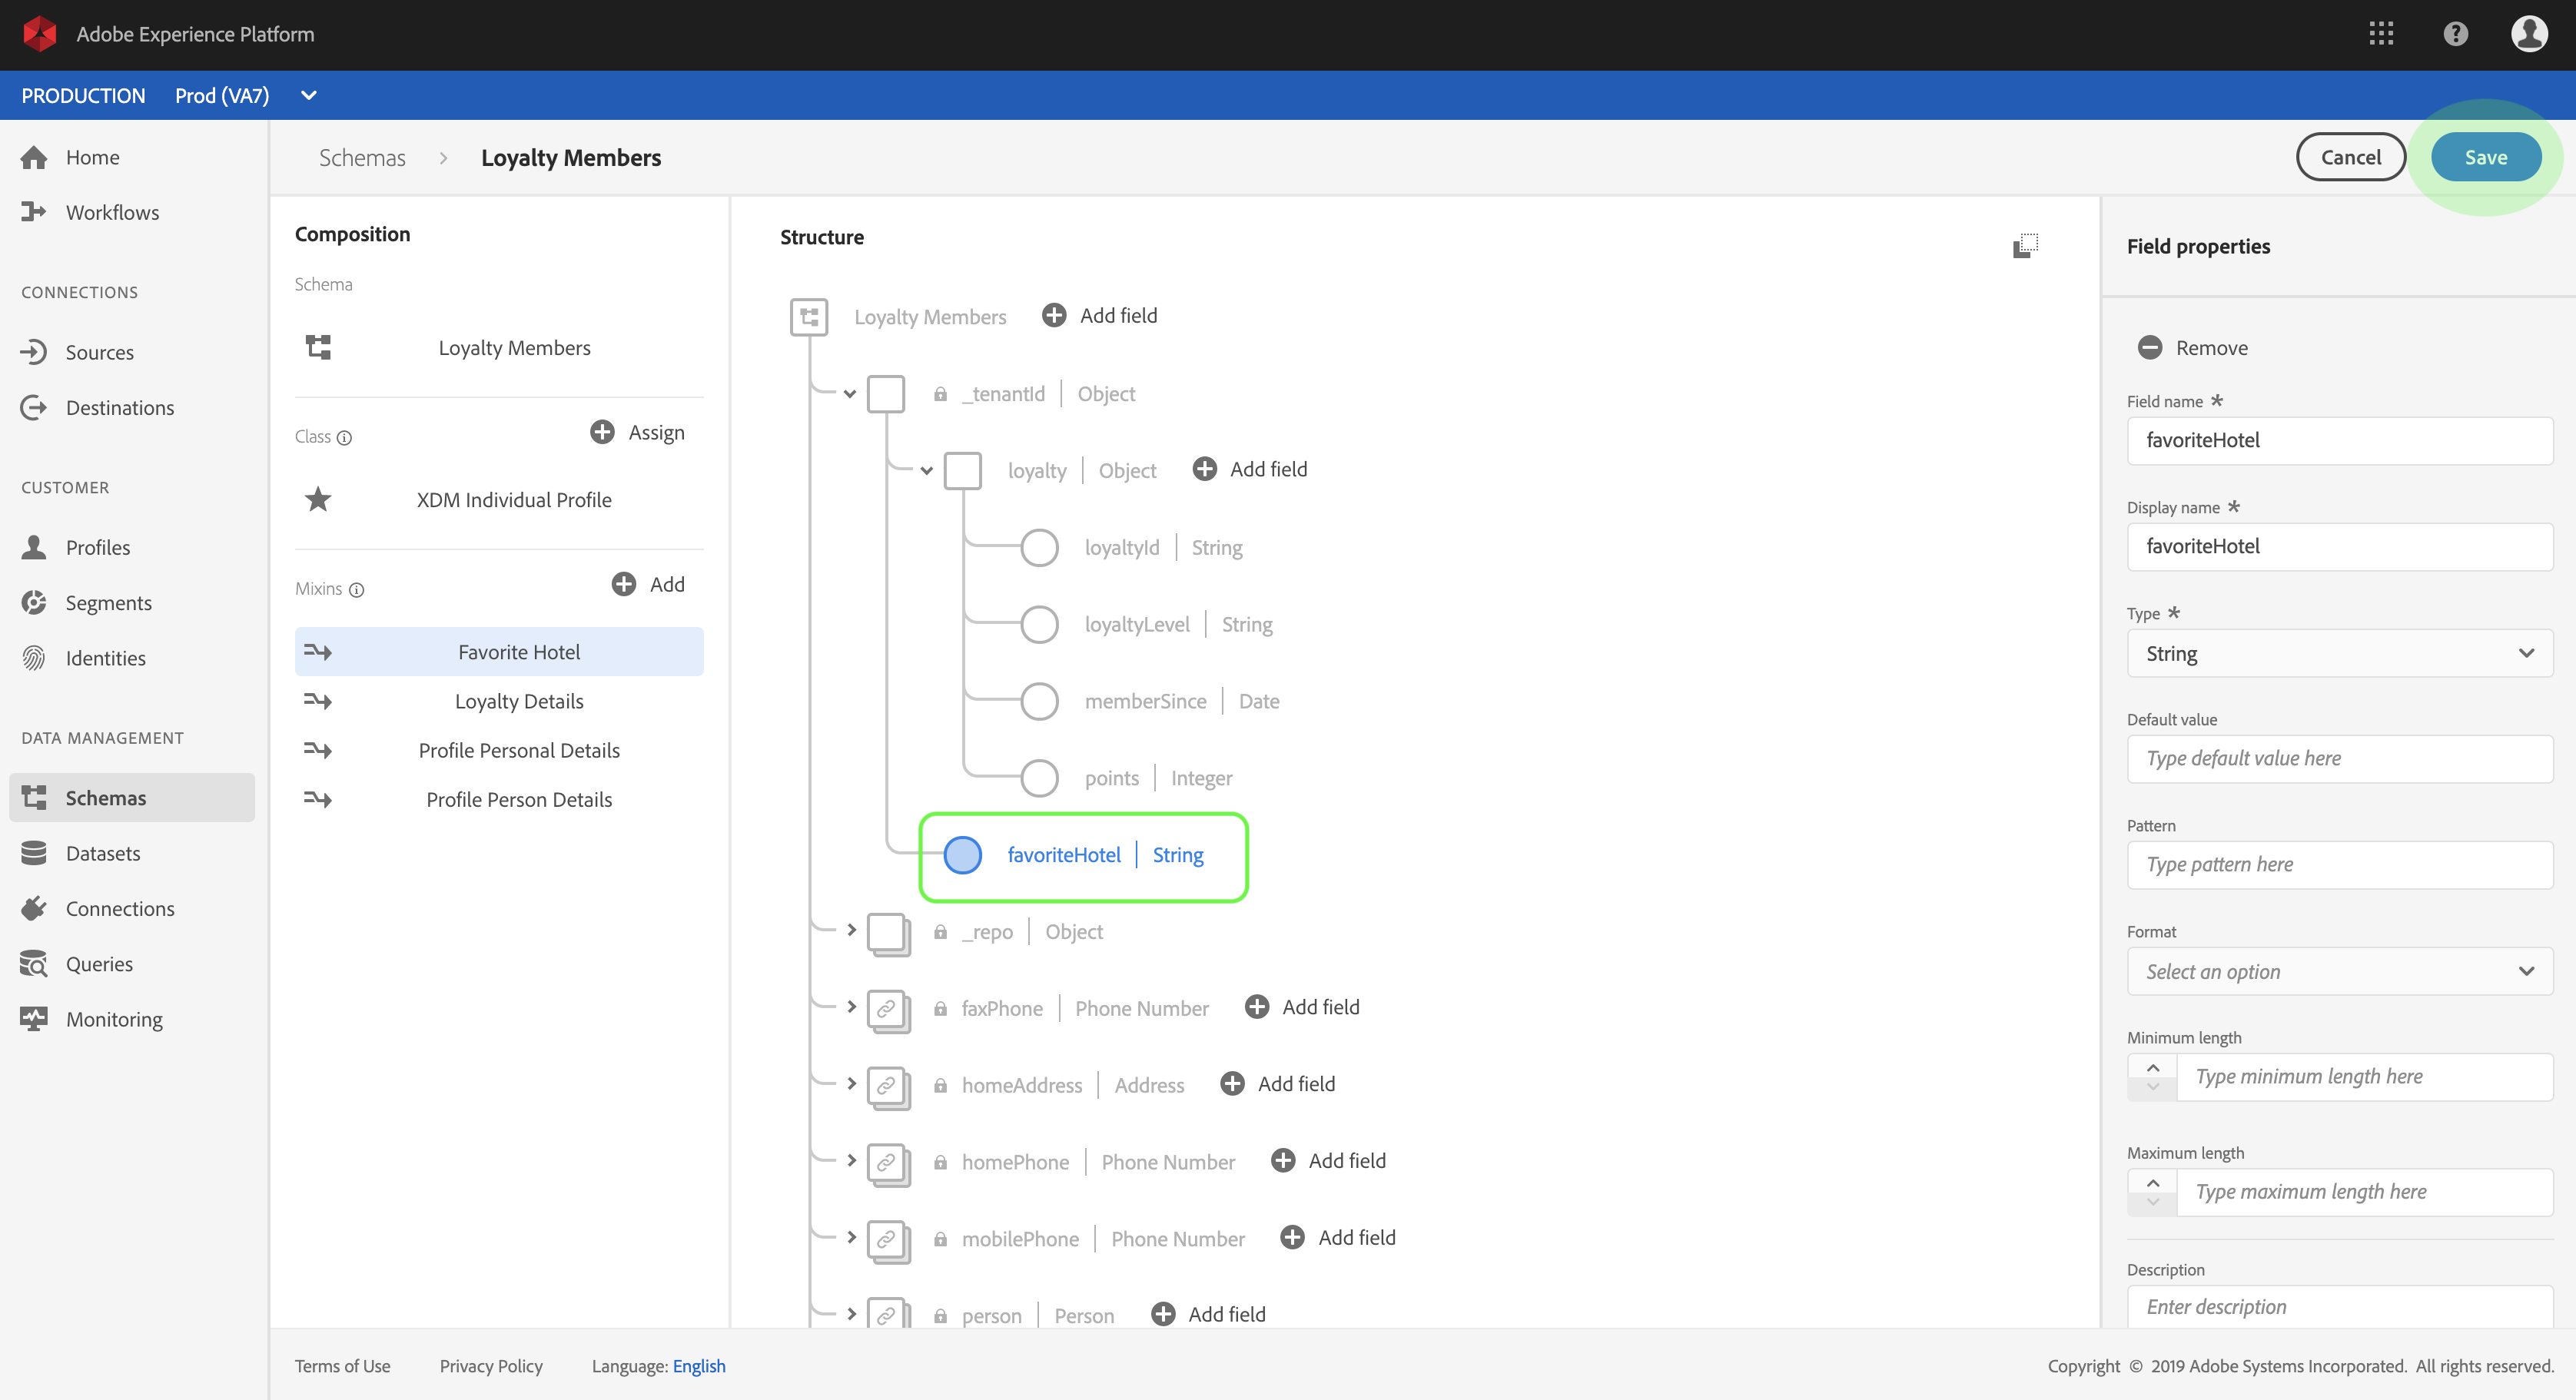 Adobe Experience Platform
PRODUCTION Prod (VA7)
Home
Workflows
CONNECTIONS
Sources
Destinations
CUSTOMER
Profiles
Segments
Identities
DATA MANAGEMENT
Schemas
Datasets
Connections
Queries
Monitoring
Schemas > Loyalty Members
Cancel
Save
Composition
Schema
Loyalty Members
Class
Assign
XDM Individual Profile
Mixins
Add
Favorite Hotel
Loyalty Details
Profile Personal Details
Profile Person Details
Structure
Loyalty Members Add field
_tenantId | Object
loyalty | Object Add field
loyaltyId | String
loyaltyLevel | String
memberSince | Date
points | Integer
favoriteHotel | String
_repo | Object
faxPhone | Phone Number Add field
homeAddress | Address Add field
homePhone | Phone Number Add field
mobilePhone | Phone Number Add field
person | Person Add field
Field properties
Remove
Field name *
favoriteHotel
Display name *
favoriteHotel
Type *
String
Default value
Type default value here
Pattern
Type pattern here
Format
Select an option
Minimum length
Type minimum length here
Maximum length
Type maximum length here
Description
Enter description
Terms of Use Privacy Policy Language: English
Copyright © 2019 Adobe Systems Incorporated. All rights reserved.